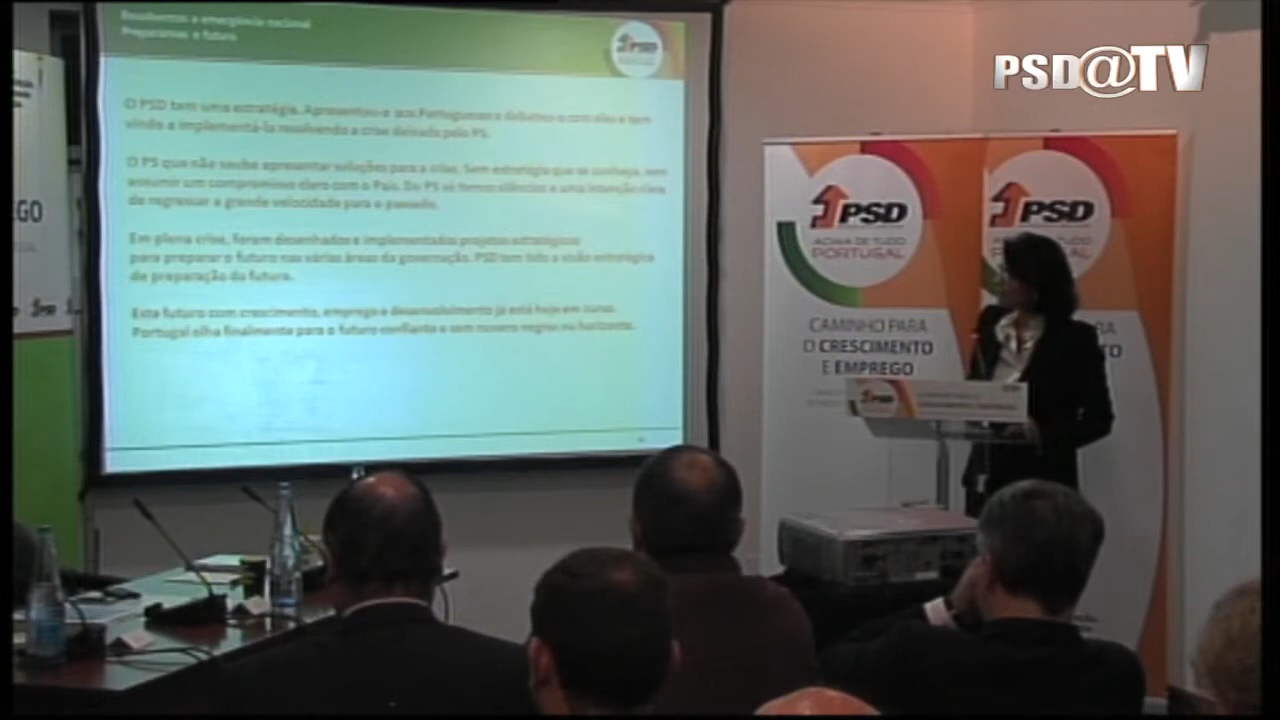 Resolvemos a emergência nacional
Preparámos o futuro
PSD
PSD@TV
O PSD tem uma estratégia. Apresentou-a aos Portugueses e debateu-a com eles e tem
vindo a implementá-la resolvendo a crise deixada pelo PS.
O PS que não soube apresentar soluções para a crise. Sem estratégia que se conheça, sem
assumir um compromisso claro com o País. Do PS só temos silêncios e uma intenção clara
de regressar a grande velocidade para o passado.
Em plena crise, foram desenhados e implementados projetos estratégicos
para preparar o futuro nas várias áreas da governação. PSD tem tido a visão estratégica
de preparação do futuro.
Este futuro com crescimento, emprego e desenvolvimento já está hoje em curso.
Portugal olha finalmente para o futuro confiante e sem nuvens negras no horizonte.
PSD
ACIMA DE TUDO
PORTUGAL
CAMINHO PARA
O CRESCIMENTO
E EMPREGO
PSD
PSD
EGO